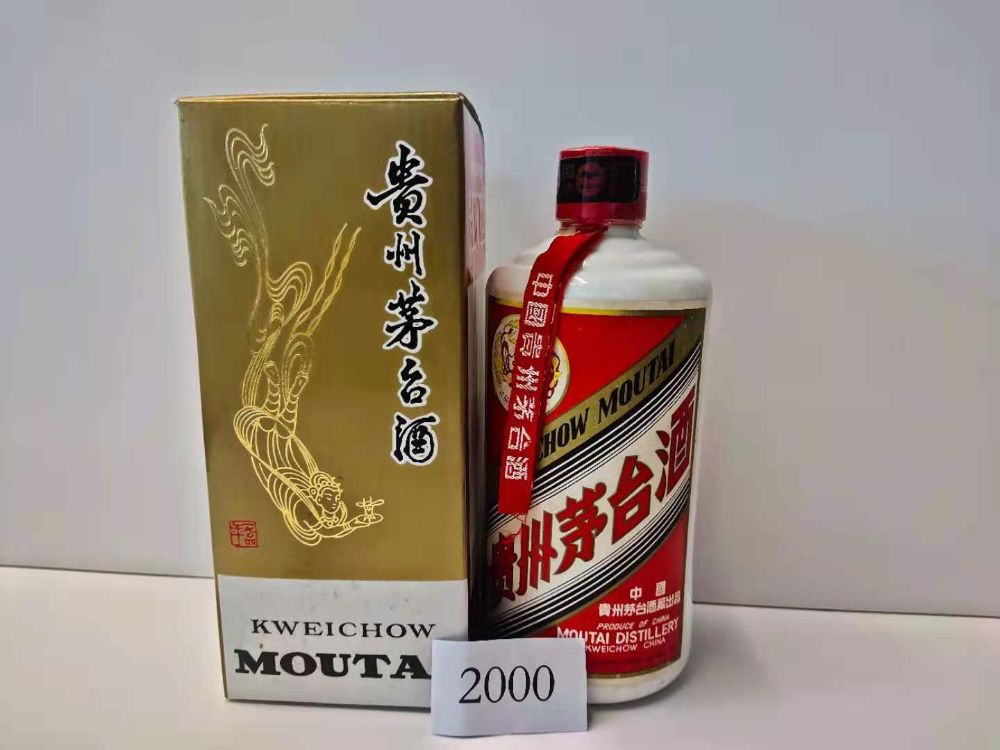 貴州茅台酒
KWEICHOW
MOUTA
中國貴州茅台酒
CHOW MOUTAI
貴州茅台酒
中國
貴州茅台酒厰出品
PRODUCE OF CHINA
MOUTAI DISTILLERY
KWEICHOW CHINA
2000